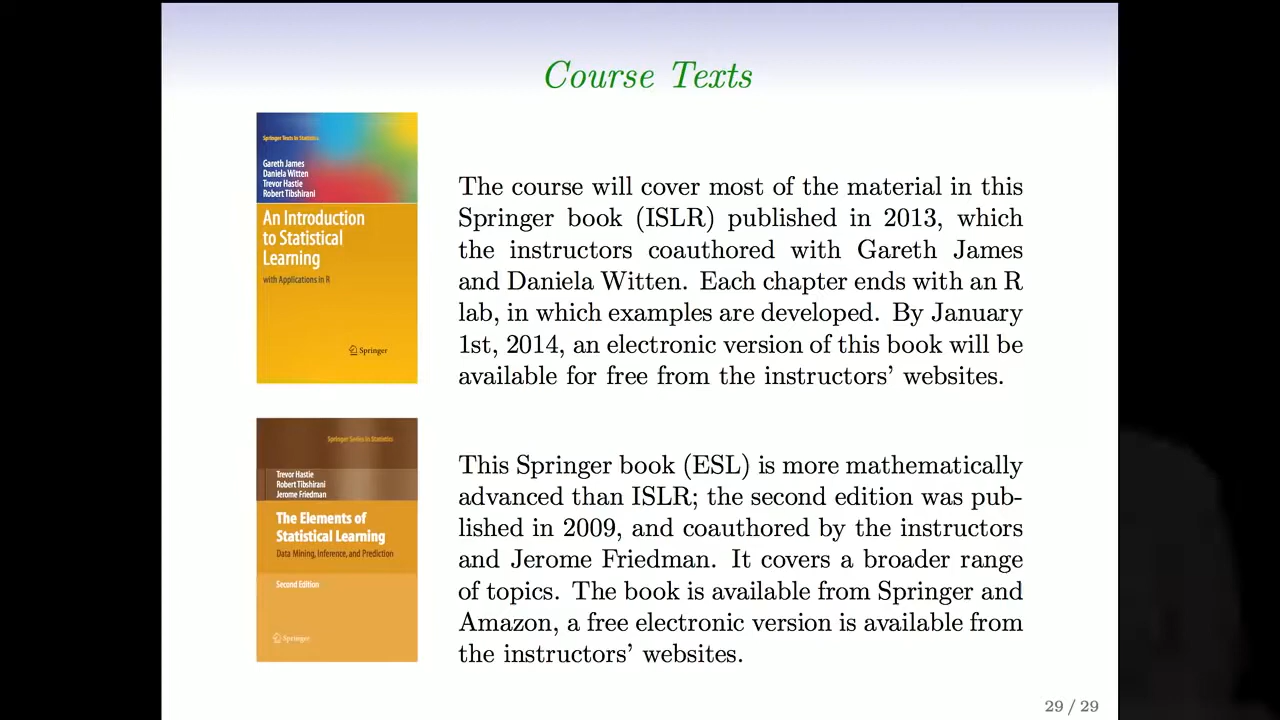 Course Texts
Springer Texts in Statistics
Gareth James
Daniela Witten
Trevor Hastie
Robert Tibshirani
An Introduction
to Statistical
Learning
with Applications in R
Springer
The course will cover most of the material in this
Springer book (ISLR) published in 2013, which
the instructors coauthored with Gareth James
and Daniela Witten. Each chapter ends with an R
lab, in which examples are developed. By January
1st, 2014, an electronic version of this book will be
available for free from the instructors' websites.
Springer Series in Statistics
Trevor Hastie
Robert Tibshirani
Jerome Friedman
The Elements of
Statistical Learning
Data Mining, Inference, and Prediction
Second Edition
Springer
This Springer book (ESL) is more mathematically
advanced than ISLR; the second edition was pub-
lished in 2009, and coauthored by the instructors
and Jerome Friedman. It covers a broader range
of topics. The book is available from Springer and
Amazon, a free electronic version is available from
the instructors' websites.
29 / 29